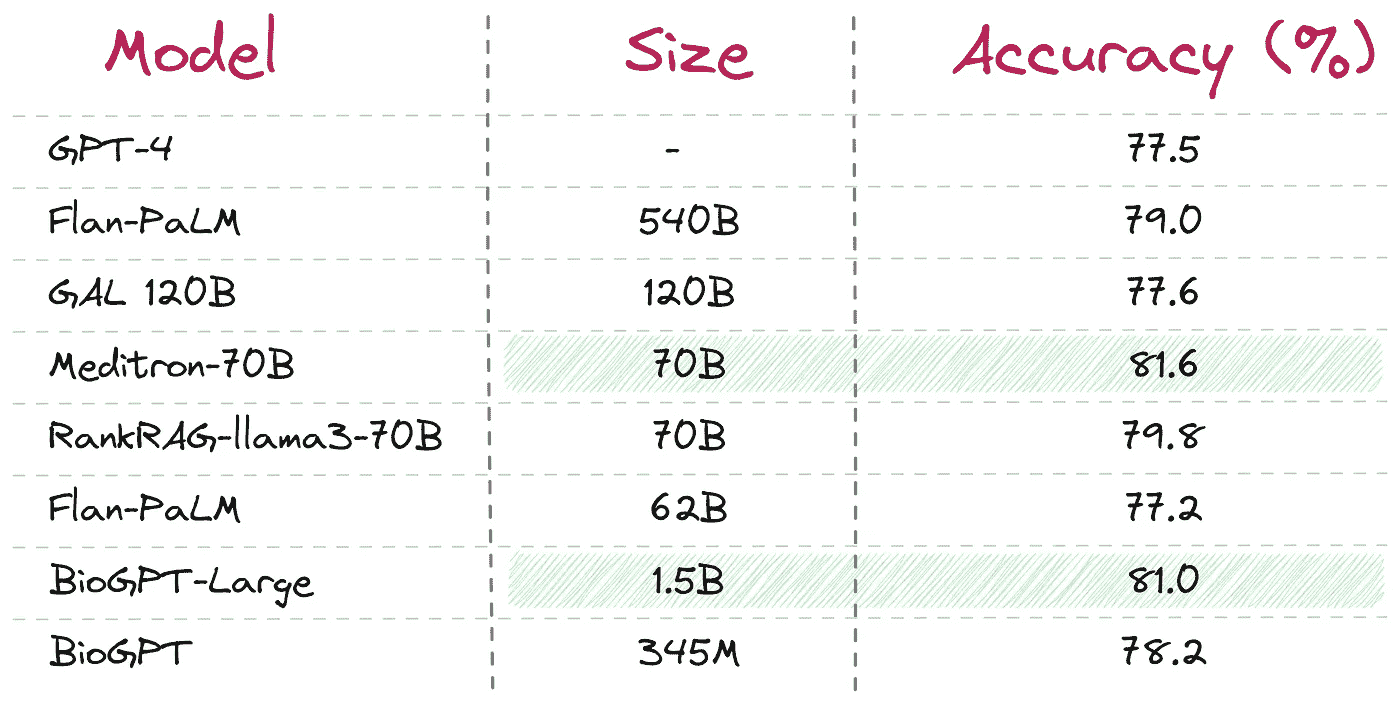 Model Size Accuracy (%)
GPT-4 - 77.5
Flan-PaLM 540B 79.0
GAL 120B 120B 77.6
Meditron-70B 70B 81.6
RankRAG-llama3-70B 70B 79.8
Flan-PaLM 62B 77.2
BioGPT-Large 1.5B 81.0
BioGPT 345M 78.2